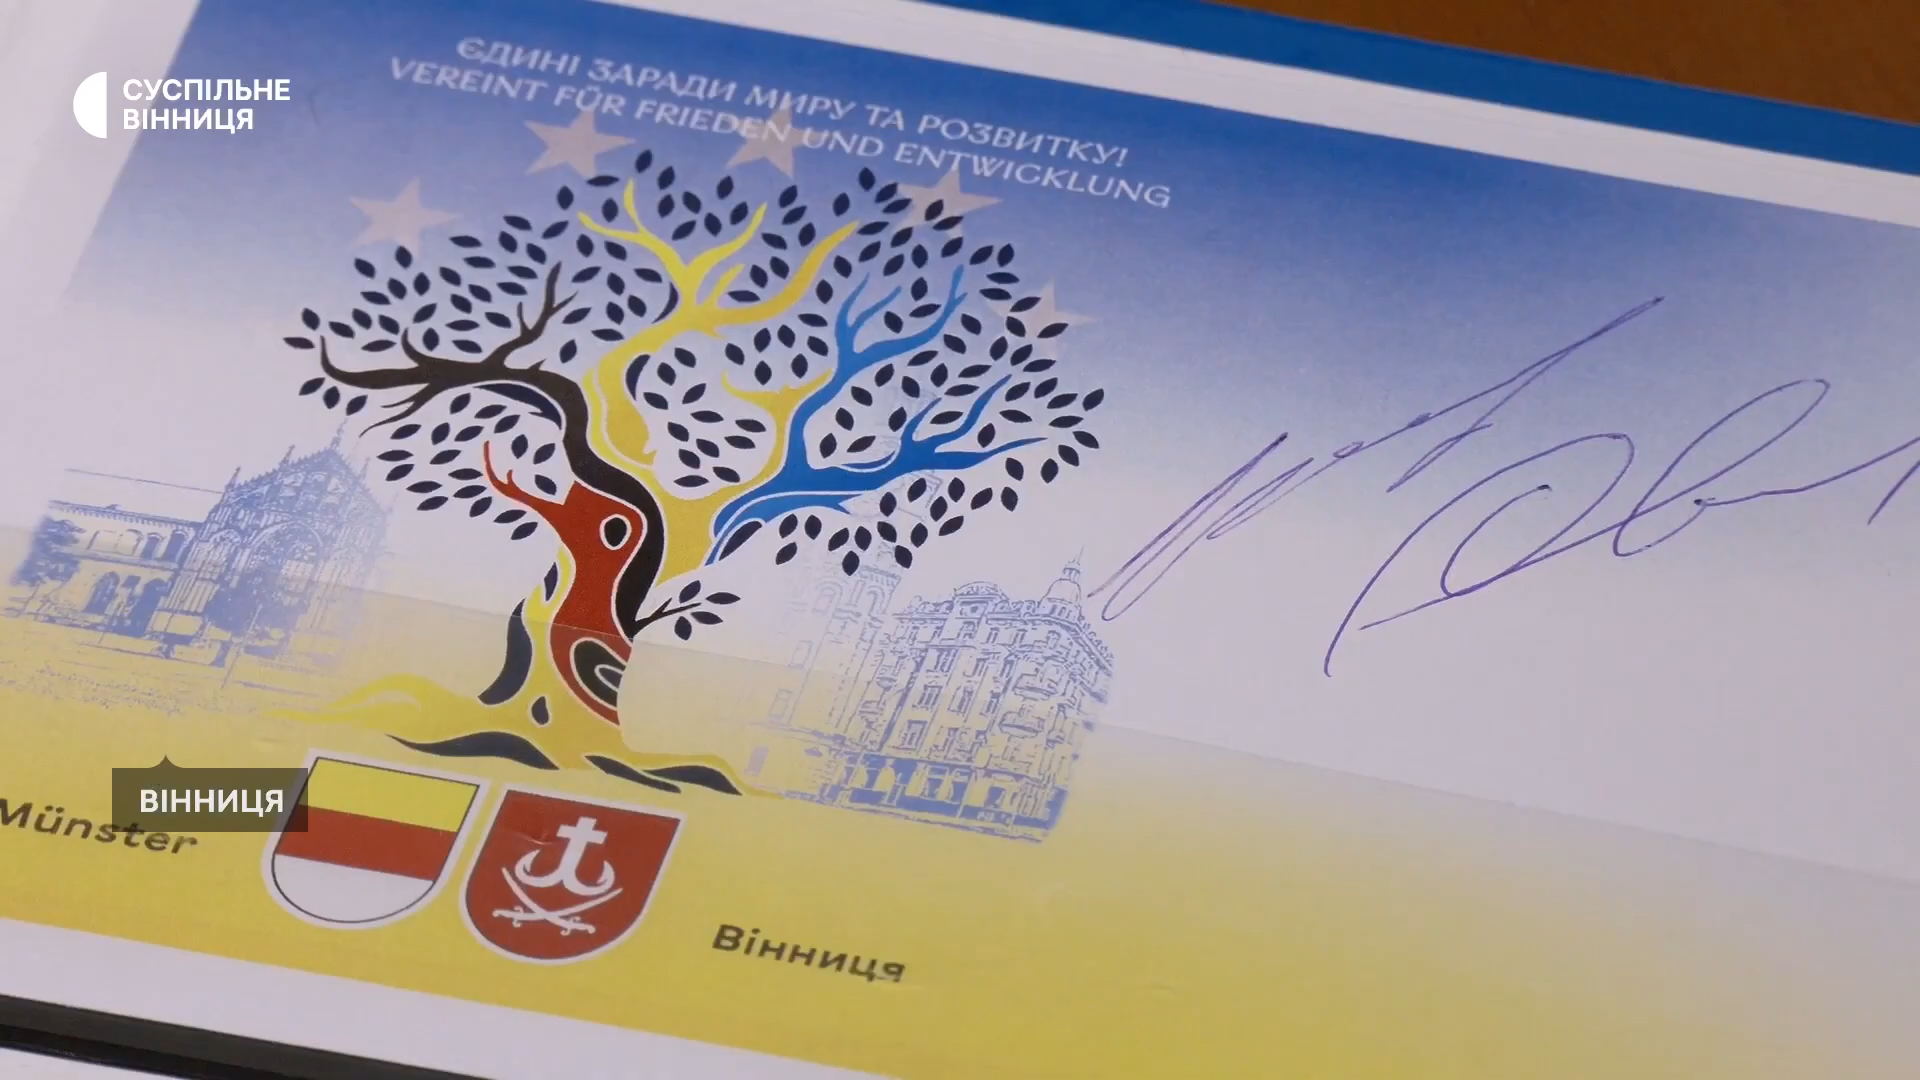 СУСПІЛЬНЕ
ВІННИЦЯ
ЄДИНІ ЗАРАДИ МИРУ ТА РОЗВИТКУ!
VEREINT FÜR FRIEDEN UND ENTWICKLUNG
ВІННИЦЯ
Münster
Вінниця